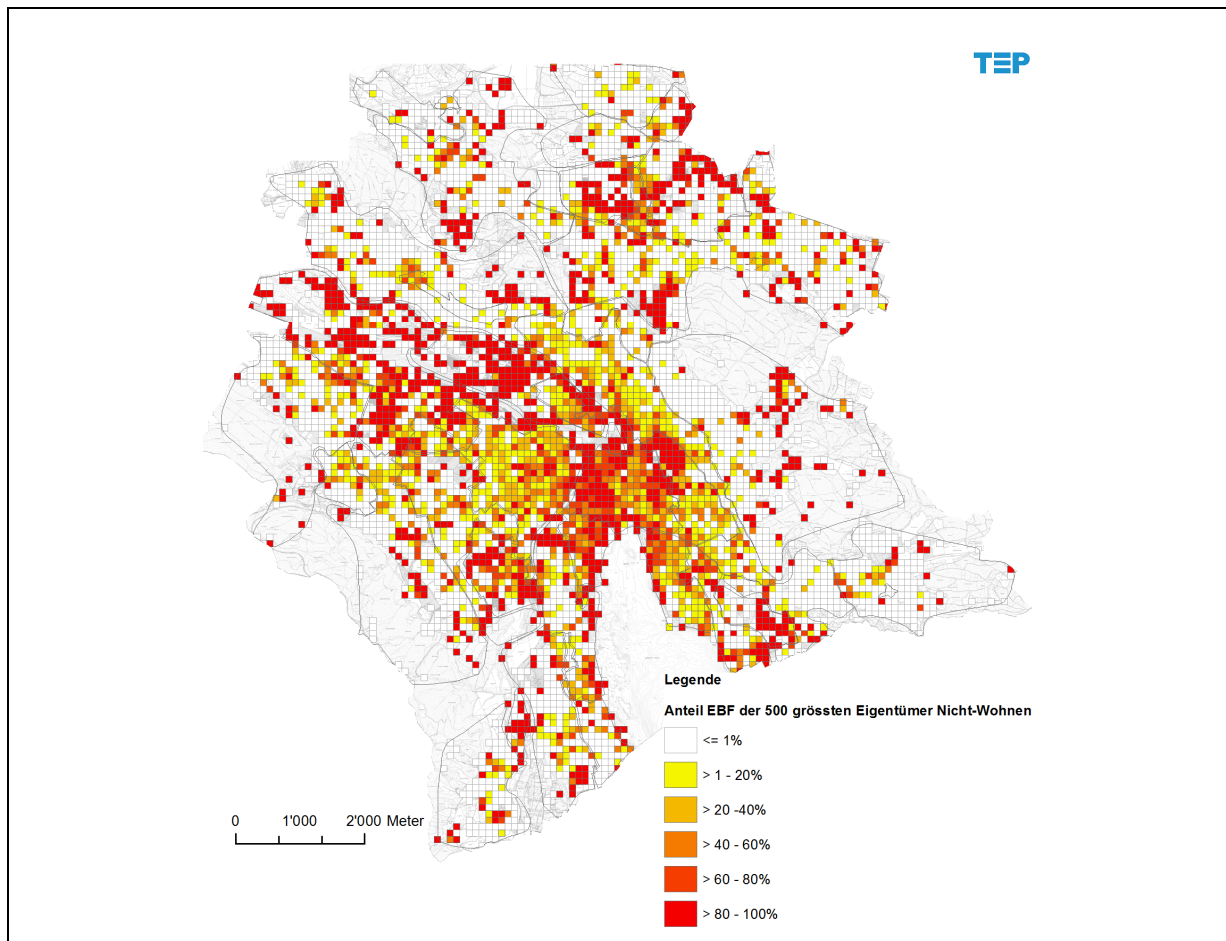 TEP
Legende
Anteil EBF der 500 grössten Eigentümer Nicht-Wohnen
<= 1%
> 1 - 20%
> 20 -40%
> 40 - 60%
> 60 - 80%
> 80 - 100%
0 1'000 2'000 Meter